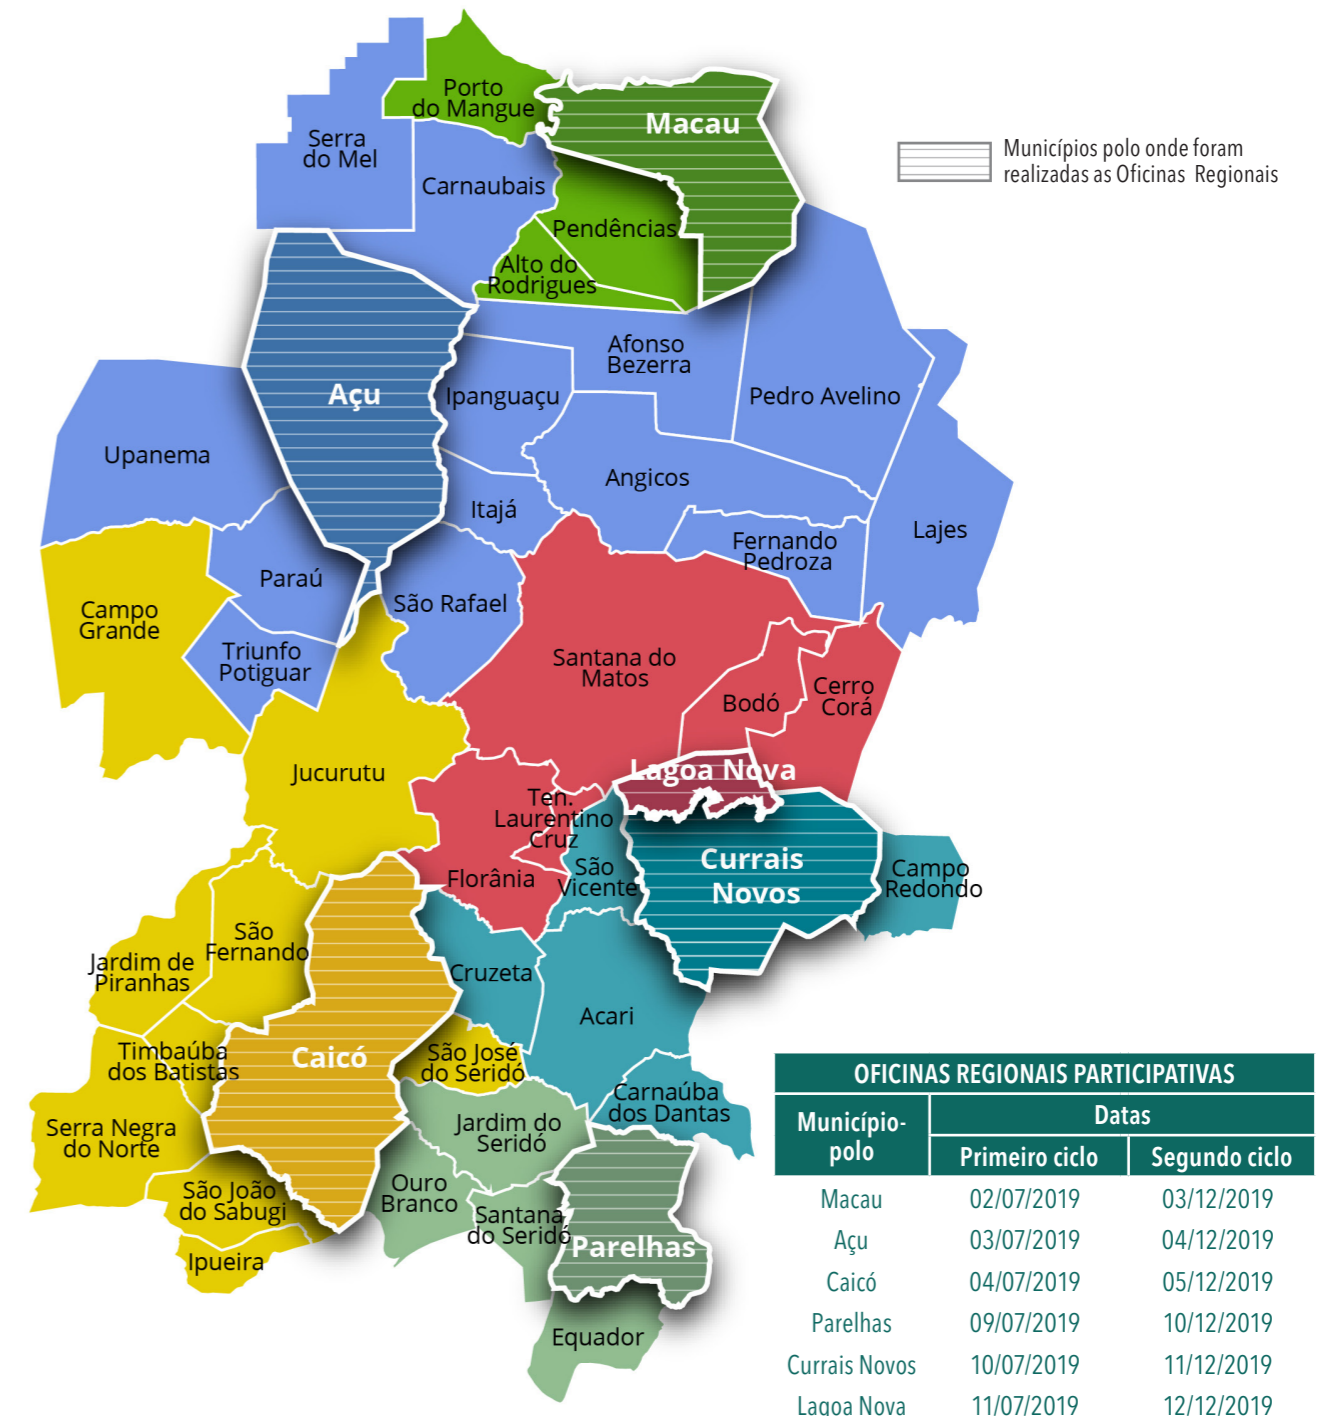 Porto
do Mangue
Macau
Serra
do Mel
Carnaubais
Pendências
Alto do
Rodrigues
Municípios polo onde foram
realizadas as Oficinas Regionais
Afonso
Bezerra
Açu
Ipanguaçu
Pedro Avelino
Upanema
Angicos
Itajá
Lajes
Fernando
Pedroza
Paraú
São Rafael
Campo
Grande
Triunfo
Potiguar
Santana do
Matos
Bodó
Cerro
Corá
Jucurutu
Lagoa Nova
Ten.
Laurentino
Cruz
São
Vicente
Currais
Novos
Campo
Redondo
Florânia
São
Fernando
Jardim de
Piranhas
Cruzeta
Acari
Timbaúba
dos Batistas
Caicó
São José
do Seridó
Carnaúba
dos Dantas
Serra Negra
do Norte
Jardim do
Seridó
São João
do Sabugi
Ouro
Branco
Santana
do Seridó
Parelhas
Ipueira
Equador
OFICINAS REGIONAIS PARTICIPATIVAS
Município-
polo
Datas
Primeiro ciclo Segundo ciclo
Macau 02/07/2019 03/12/2019
Açu 03/07/2019 04/12/2019
Caicó 04/07/2019 05/12/2019
Parelhas 09/07/2019 10/12/2019
Currais Novos 10/07/2019 11/12/2019
Lagoa Nova 11/07/2019 12/12/2019